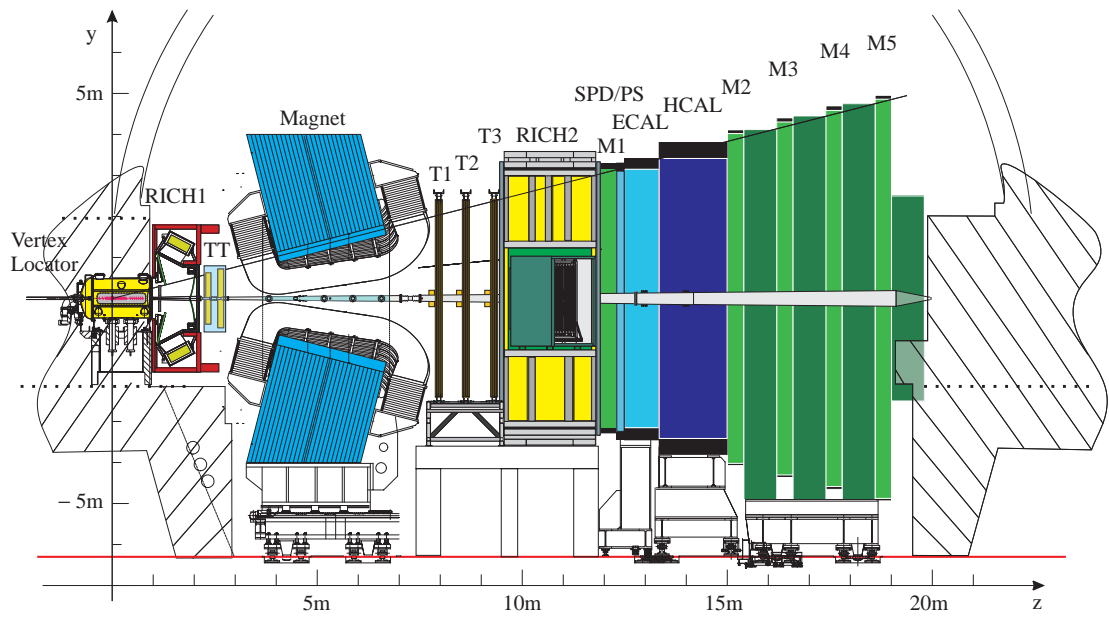 y
5m
M5
M4
M3
M2
SPD/PS
HCAL
ECAL
Magnet
M1
T3
RICH2
T2
T1
RICH1
TT
Vertex
Locator
– 5m
5m
10m
15m
20m
z